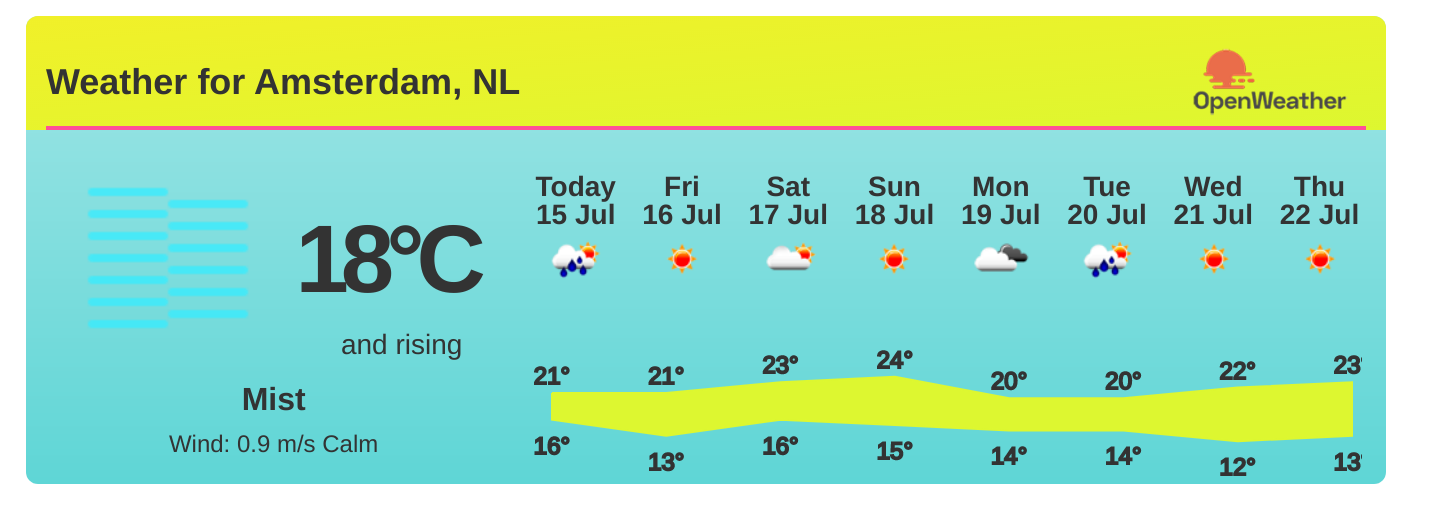 Weather for Amsterdam, NL
OpenWeather
Today Fri Sat Sun Mon Tue Wed Thu
15 Jul 16 Jul 17 Jul 18 Jul 19 Jul 20 Jul 21 Jul 22 Jul
18°C
and rising
Mist
Wind: 0.9 m/s Calm
21° 21° 23° 24° 20° 20° 22° 23°
16° 13° 16° 15° 14° 14° 12° 13°